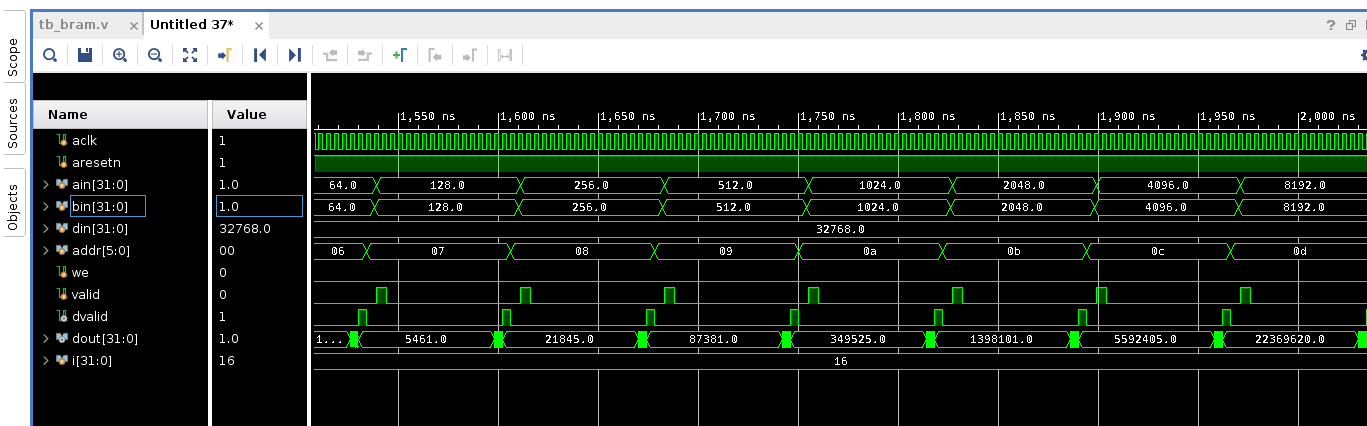 tb_bram.v × Untitled 37* ×
?
Scope
Sources
Objects
Name Value
1,550 ns 1,600 ns 1,650 ns 1,700 ns 1,750 ns 1,800 ns 1,850 ns 1,900 ns 1,950 ns 2,000 ns
aclk 1
aresetn 1
ain[31:0] 1.0 64.0 128.0 256.0 512.0 1024.0 2048.0 4096.0 8192.0
bin[31:0] 1.0 64.0 128.0 256.0 512.0 1024.0 2048.0 4096.0 8192.0
din[31:0] 32768.0 32768.0
addr[5:0] 00 06 07 08 09 0a 0b 0c 0d
we 0
valid 0
dvalid 1
dout[31:0] 1.0 1... 5461.0 21845.0 87381.0 349525.0 1398101.0 5592405.0 22369620.0
i[31:0] 16 16